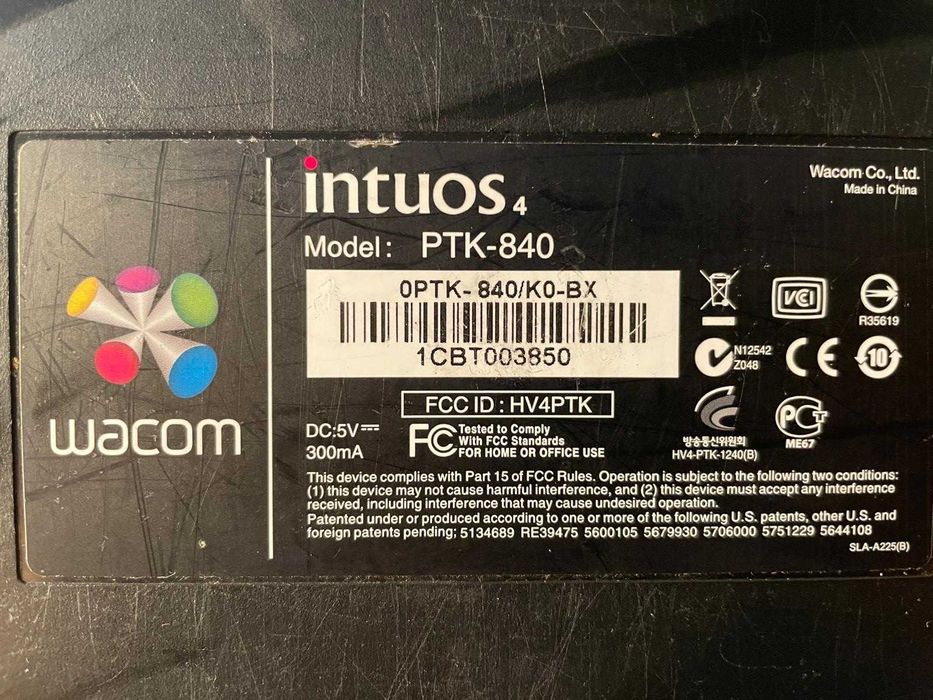 intuos4
Wacom Co., Ltd.
Made in China
Model: PTK-840
0PTK-840/K0-BX
1CBT003850
wacom
VCI
R35619
N12542
Z048
CE
10
FCC ID : HV4PTK
DC:5V
300mA
FC Tested to Comply
With FCC Standards
FOR HOME OR OFFICE USE
방송통신위원회
HV4-PTK-1240(B)
PCT
ME67
This device complies with Part 15 of FCC Rules. Operation is subject to the following two conditions:
(1) this device may not cause harmful interference, and (2) this device must accept any interference
received, including interference that may cause undesired operation.
Patented under or produced according to one or more of the following U.S. patents, other U.S. and
foreign patents pending; 5134689 RE39475 5600105 5679930 5706000 5751229 5644108
SLA-A225(B)